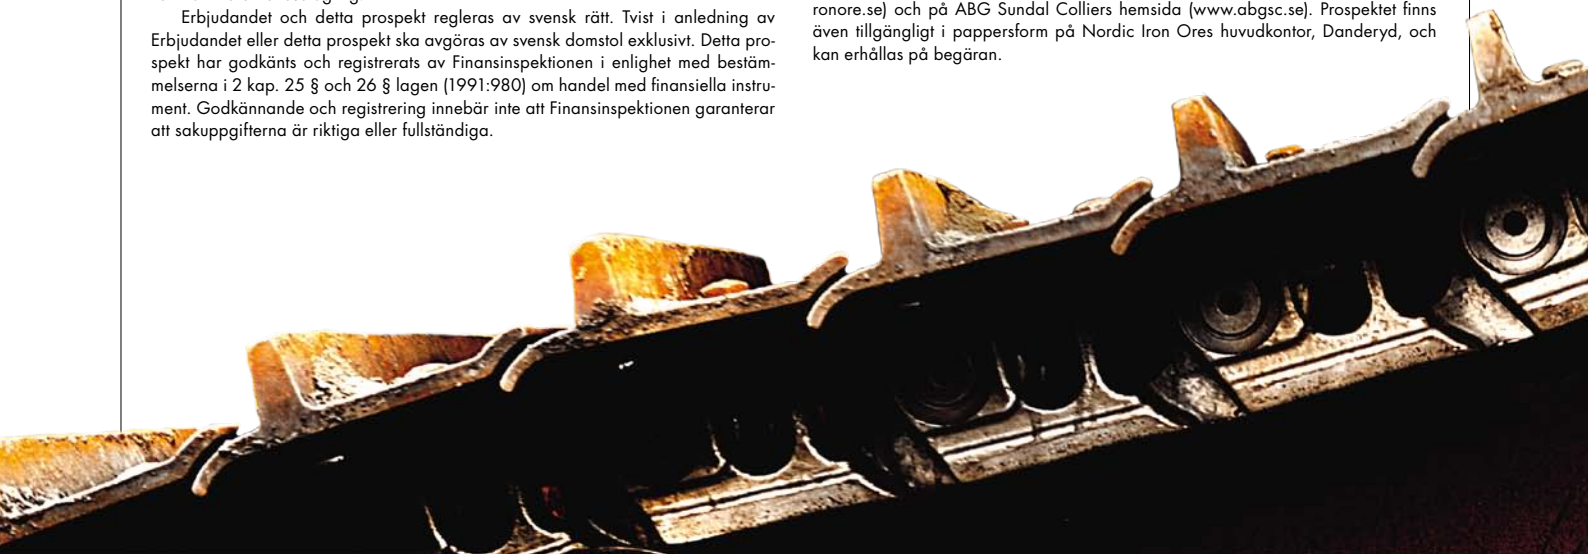 Erbjudandet och detta prospekt regleras av svensk rätt. Tvist i anledning av
Erbjudandet eller detta prospekt ska avgöras av svensk domstol exklusivt. Detta pro-
spekt har godkänts och registrerats av Finansinspektionen i enlighet med bestäm-
melserna i 2 kap. 25 § och 26 § lagen (1991:980) om handel med finansiella instru-
ment. Godkännande och registrering innebär inte att Finansinspektionen garanterar
att sakuppgifterna är riktiga eller fullständiga.
ronore.se) och på ABG Sundal Colliers hemsida (www.abgsc.se). Prospektet finns
även tillgängligt i pappersform på Nordic Iron Ores huvudkontor, Danderyd, och
kan erhållas på begäran.